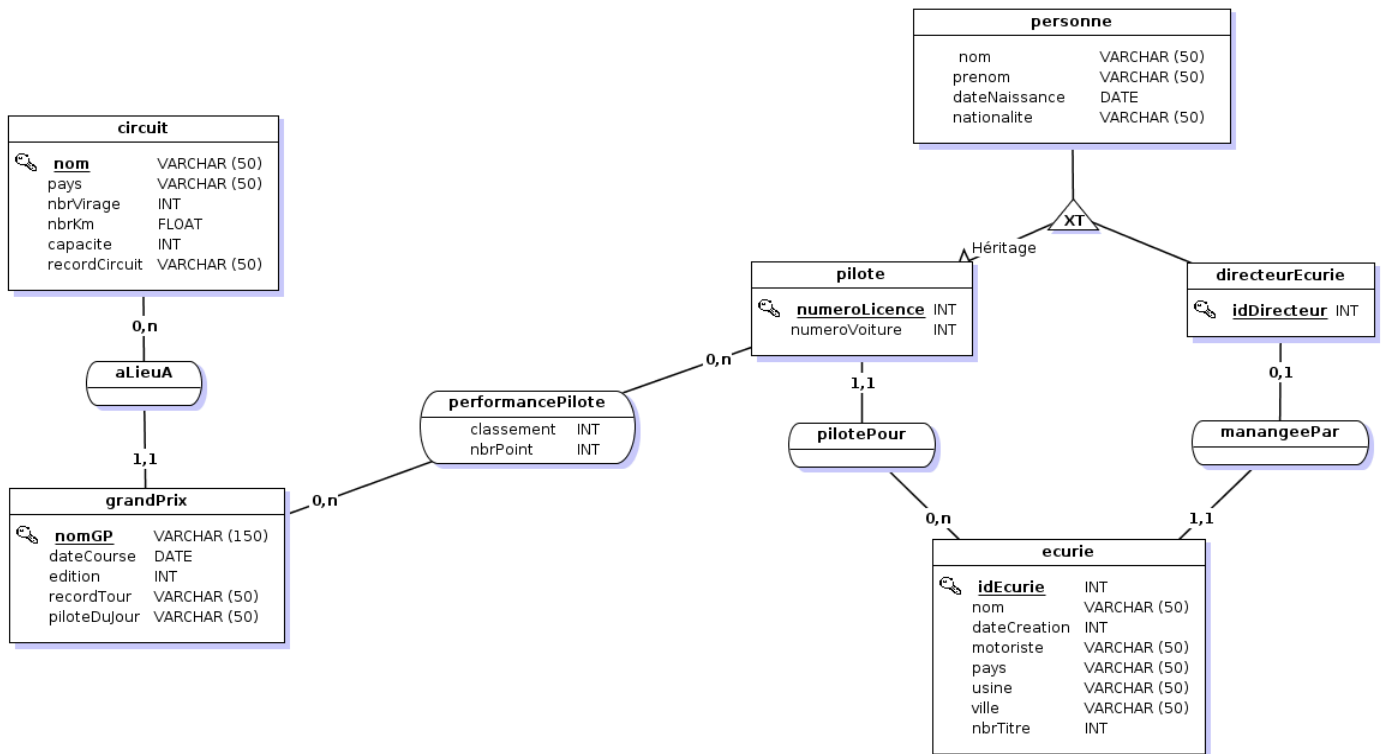 personne
nom VARCHAR (50)
prenom VARCHAR (50)
dateNaissance DATE
nationalite VARCHAR (50)
circuit
nom VARCHAR (50)
pays VARCHAR (50)
nbrVirage INT
nbrKm FLOAT
capacite INT
recordCircuit VARCHAR (50)
XT
Héritage
pilote
numeroLicence INT
numeroVoiture INT
directeurEcurie
idDirecteur INT
0,n
aLieuA
1,1
0,n
performancePilote
classement INT
nbrPoint INT
0,n
1,1
pilotePour
0,n
0,1
manangeePar
1,1
grandPrix
nomGP VARCHAR (150)
dateCourse DATE
edition INT
recordTour VARCHAR (50)
piloteDuJour VARCHAR (50)
ecurie
idEcurie INT
nom VARCHAR (50)
dateCreation INT
motoriste VARCHAR (50)
pays VARCHAR (50)
usine VARCHAR (50)
ville VARCHAR (50)
nbrTitre INT